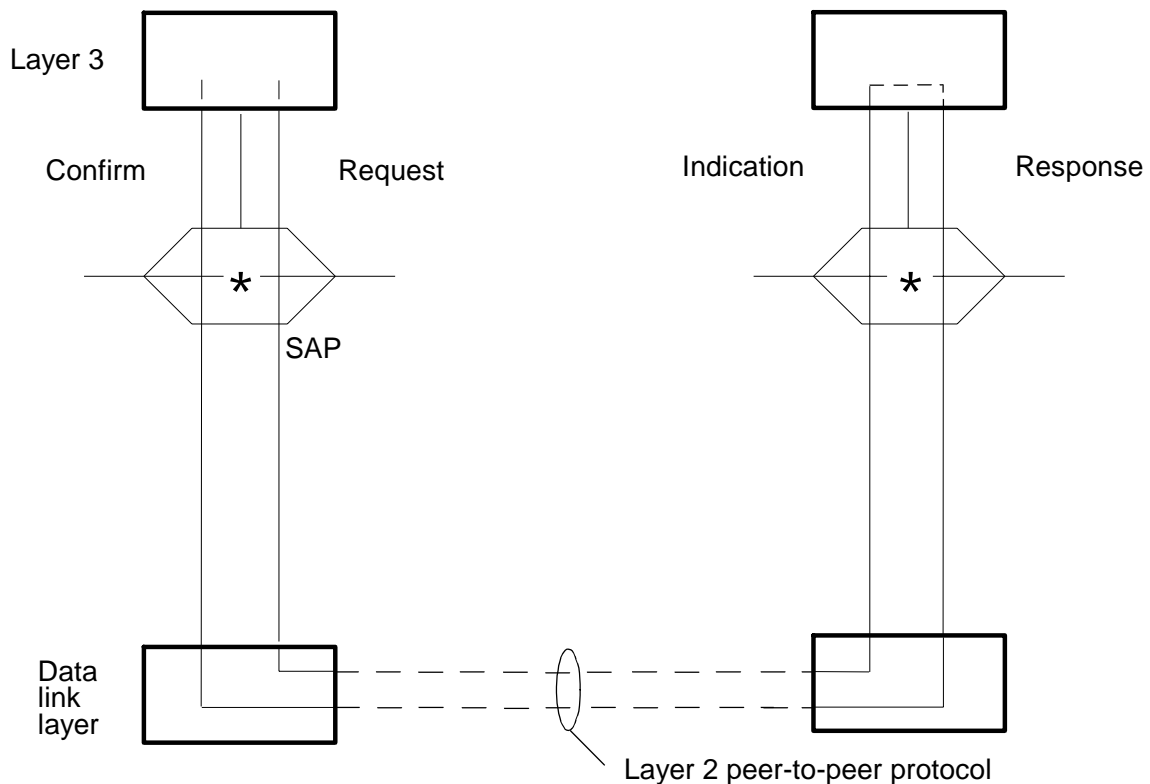 Layer 3
Confirm
Request
Indication
Response
*
*
SAP
Data
link
layer
Layer 2 peer-to-peer protocol